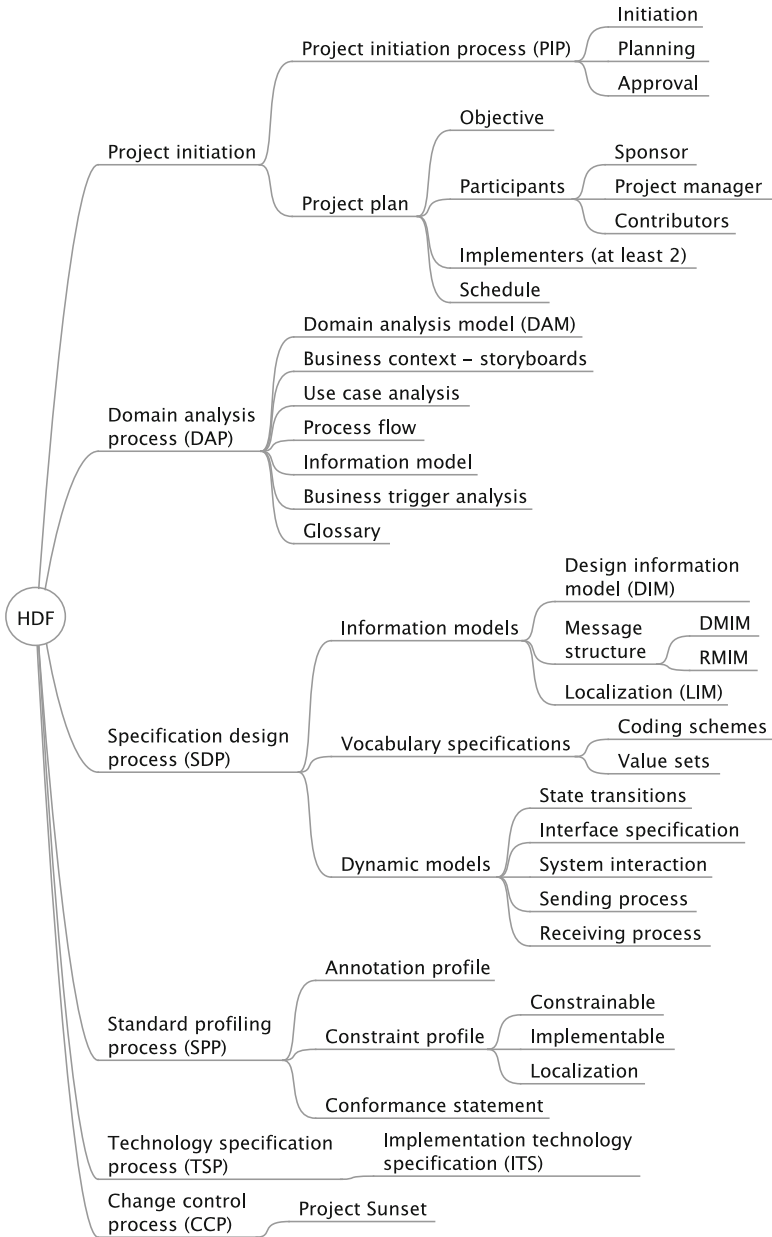 Initiation
Project initiation process (PIP)
Planning
Approval
Objective
Project initiation
Sponsor
Participants
Project manager
Project plan
Contributors
Implementers (at least 2)
Schedule
Domain analysis model (DAM)
Business context – storyboards
Use case analysis
Domain analysis
process (DAP)
Process flow
Information model
Business trigger analysis
Glossary
HDF
Design information
model (DIM)
Information models
Message
structure
DMIM
RMIM
Localization (LIM)
Specification design
process (SDP)
Vocabulary specifications
Coding schemes
Value sets
State transitions
Interface specification
Dynamic models
System interaction
Sending process
Receiving process
Annotation profile
Standard profiling
process (SPP)
Constrainable
Constraint profile
Implementable
Localization
Conformance statement
Technology specification
process (TSP)
Implementation technology
specification (ITS)
Change control
process (CCP)
Project Sunset